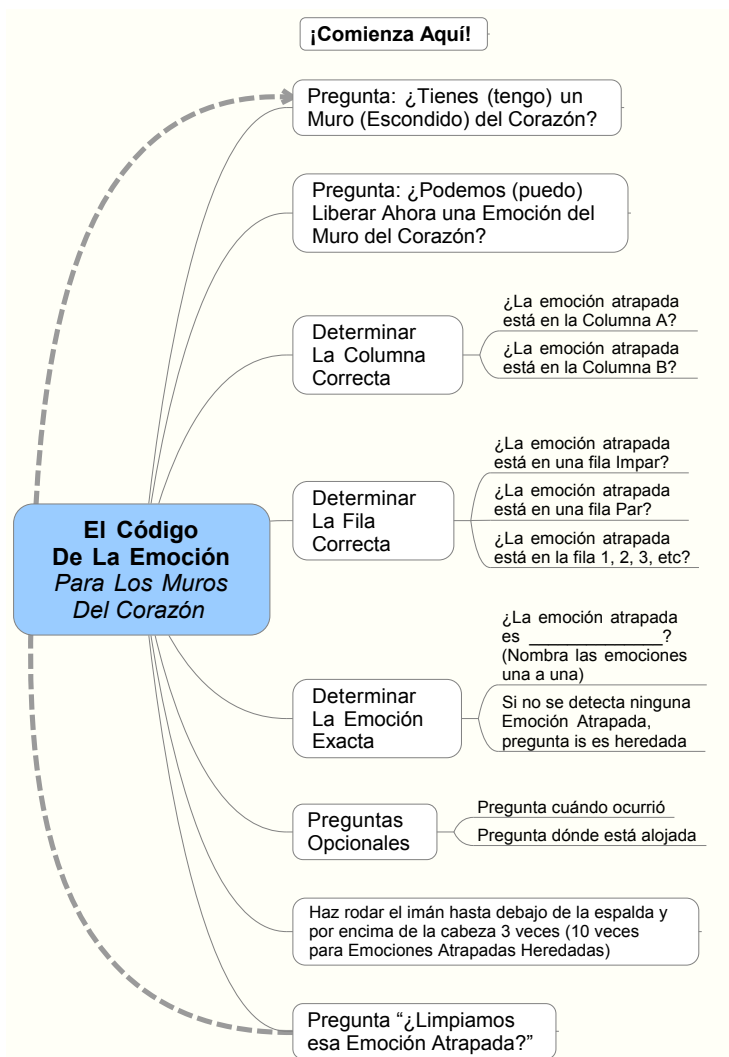 ¡Comienza Aquí!
Pregunta: ¿Tienes (tengo) un
Muro (Escondido) del Corazón?
Pregunta: ¿Podemos (puedo)
Liberar Ahora una Emoción del
Muro del Corazón?
Determinar
La Columna
Correcta
¿La emoción atrapada
está en la Columna A?
¿La emoción atrapada
está en la Columna B?
Determinar
La Fila
Correcta
¿La emoción atrapada
está en una fila Impar?
¿La emoción atrapada
está en una fila Par?
¿La emoción atrapada
está en la fila 1, 2, 3, etc?
El Código
De La Emoción
Para Los Muros
Del Corazón
Determinar
La Emoción
Exacta
¿La emoción atrapada
es ______________?
(Nombra las emociones
una a una)
Si no se detecta ninguna
Emoción Atrapada,
pregunta is es heredada
Preguntas
Opcionales
Pregunta cuándo ocurrió
Pregunta dónde está alojada
Haz rodar el imán hasta debajo de la espalda y
por encima de la cabeza 3 veces (10 veces
para Emociones Atrapadas Heredadas)
Pregunta “¿Limpiamos
esa Emoción Atrapada?”